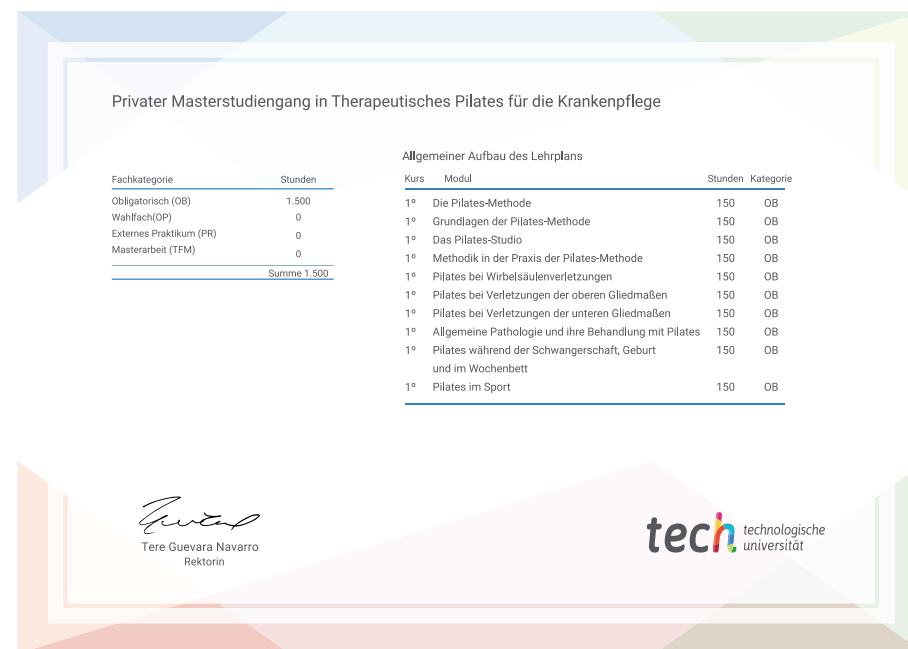 Privater Masterstudiengang in Therapeutisches Pilates für die Krankenpflege
Fachkategorie Stunden
Obligatorisch (OB) 1.500
Wahlfach(OP) 0
Externes Praktikum (PR) 0
Masterarbeit (TFM) 0
Summe 1.500
Allgemeiner Aufbau des Lehrplans
Kurs Modul Stunden Kategorie
1º Die Pilates-Methode 150 OB
1º Grundlagen der Pilates-Methode 150 OB
1º Das Pilates-Studio 150 OB
1º Methodik in der Praxis der Pilates-Methode 150 OB
1º Pilates bei Wirbelsäulenverletzungen 150 OB
1º Pilates bei Verletzungen der oberen Gliedmaßen 150 OB
1º Pilates bei Verletzungen der unteren Gliedmaßen 150 OB
1º Allgemeine Pathologie und ihre Behandlung mit Pilates 150 OB
1º Pilates während der Schwangerschaft, Geburt 150 OB
und im Wochenbett
1º Pilates im Sport 150 OB
Tere Guevara Navarro
Rektorin
tech technologische
universität